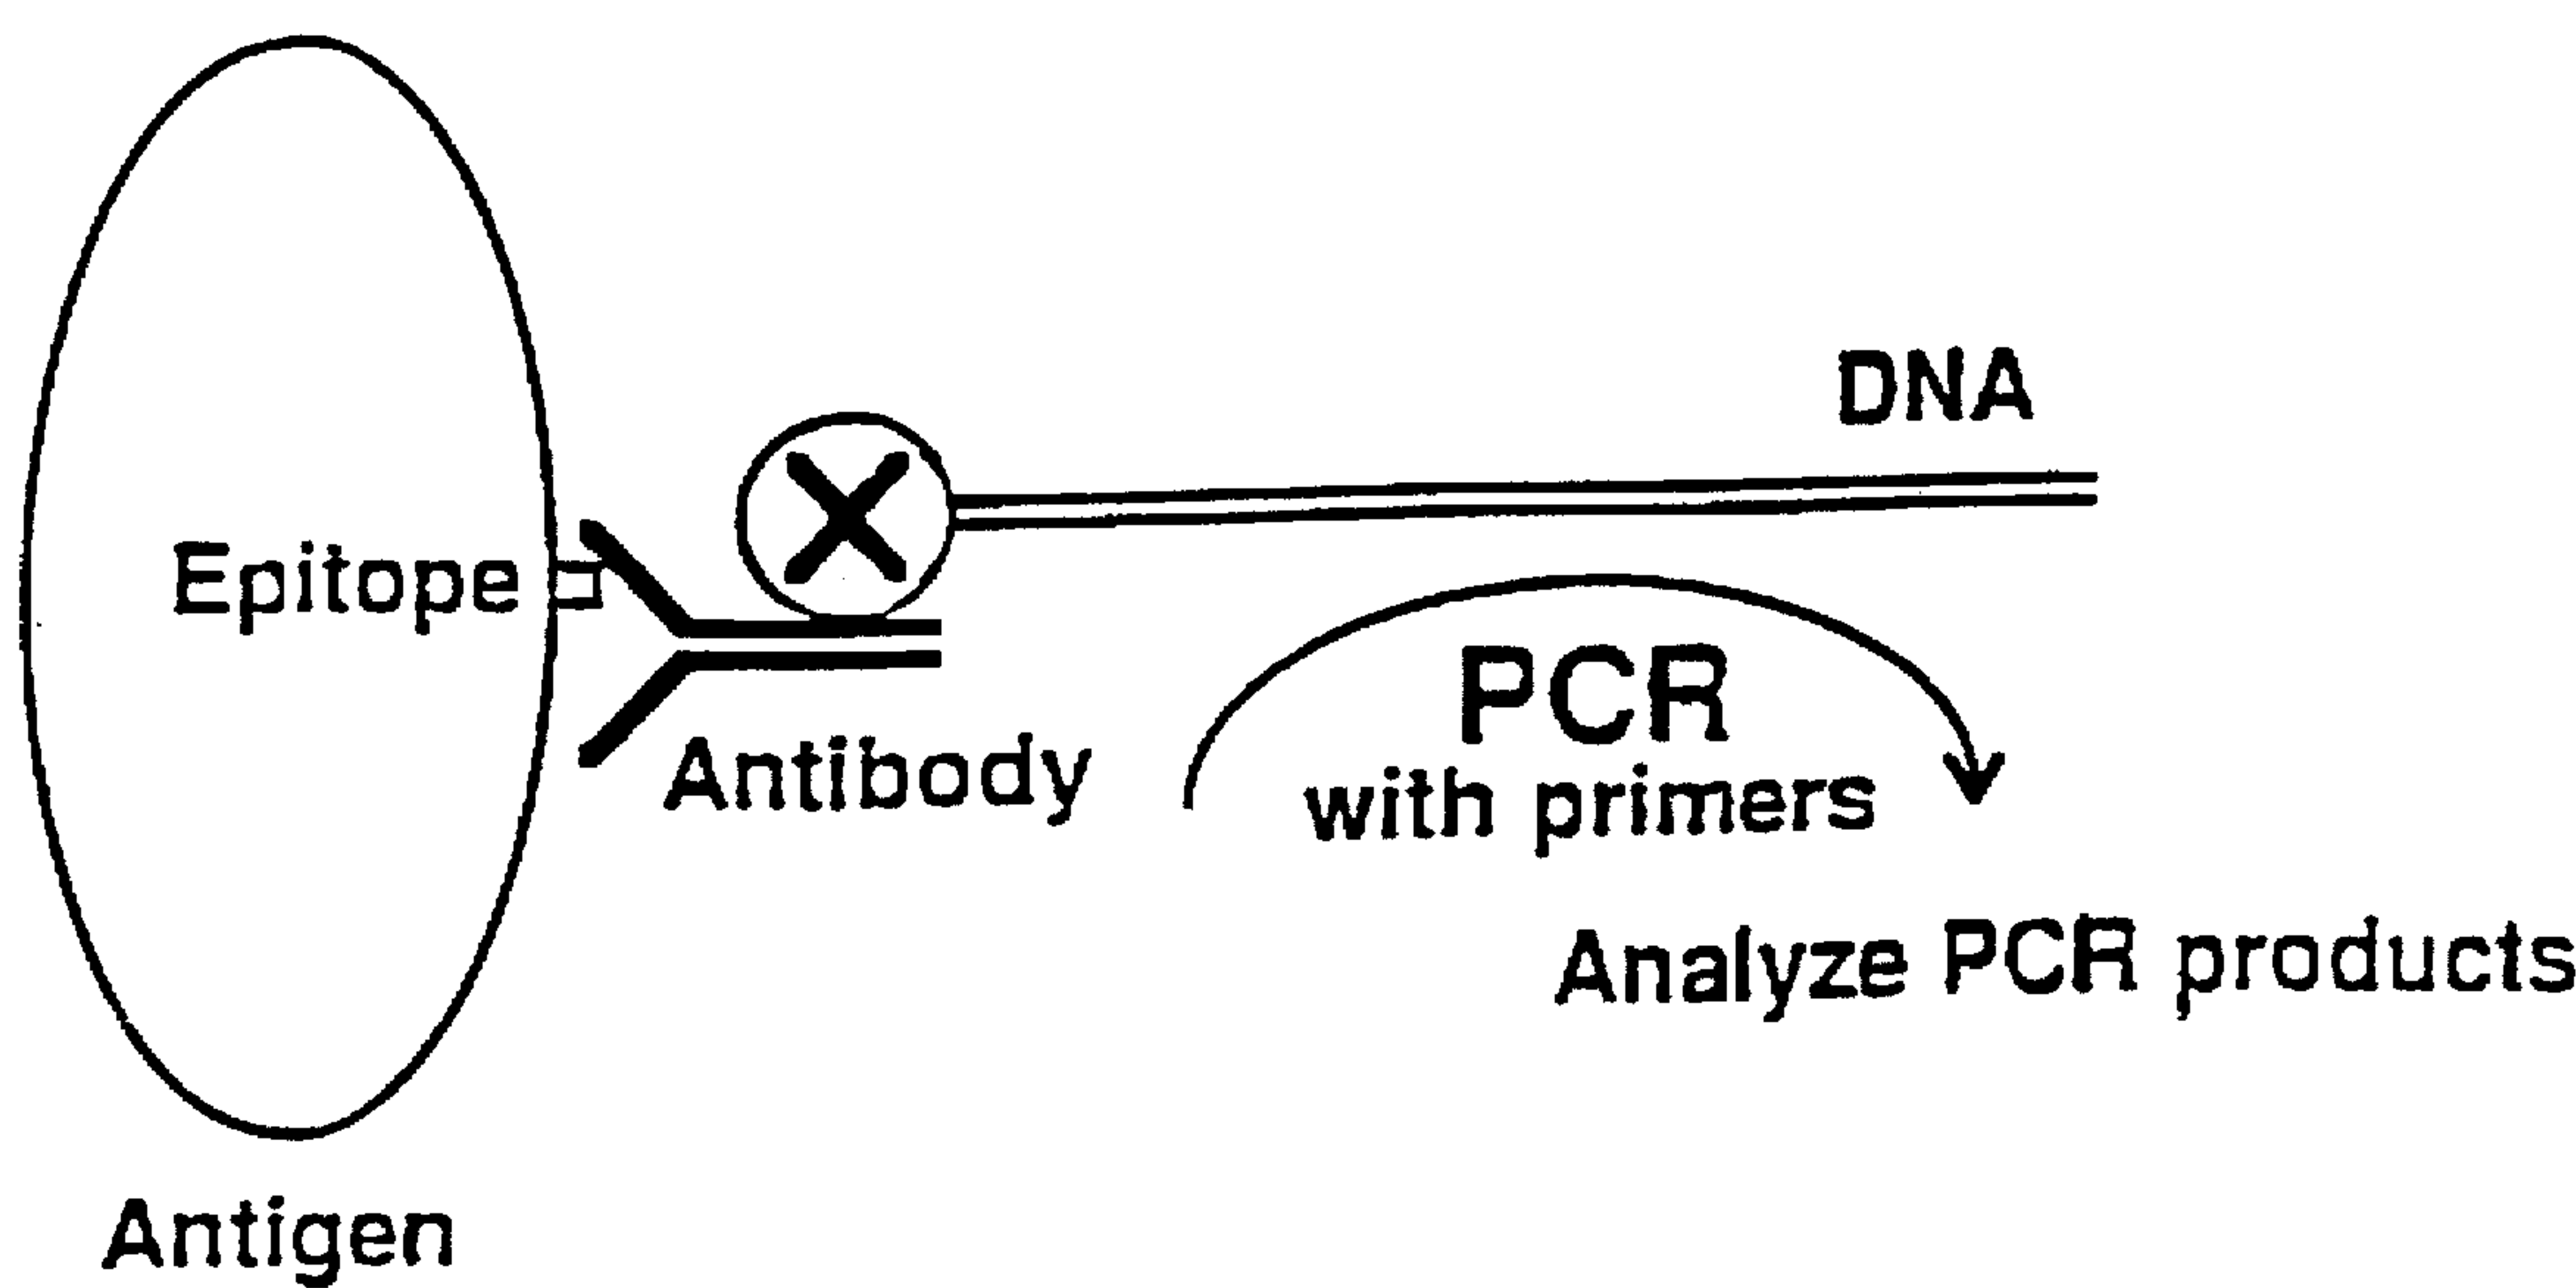 DNA
Epitope
PCR
with primers
Antibody
Analyze PCR products
Antigen